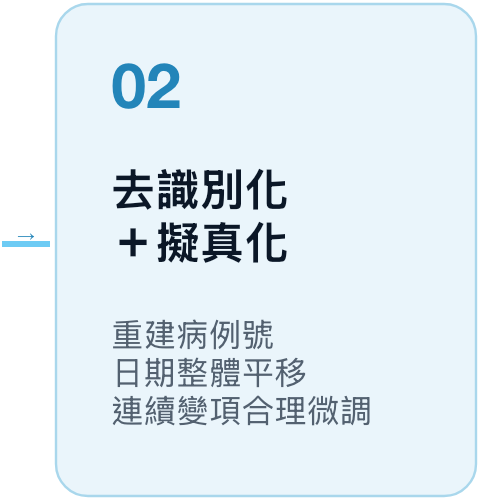 →
02
去識別化
＋擬真化
重建病例號
日期整體平移
連續變項合理微調